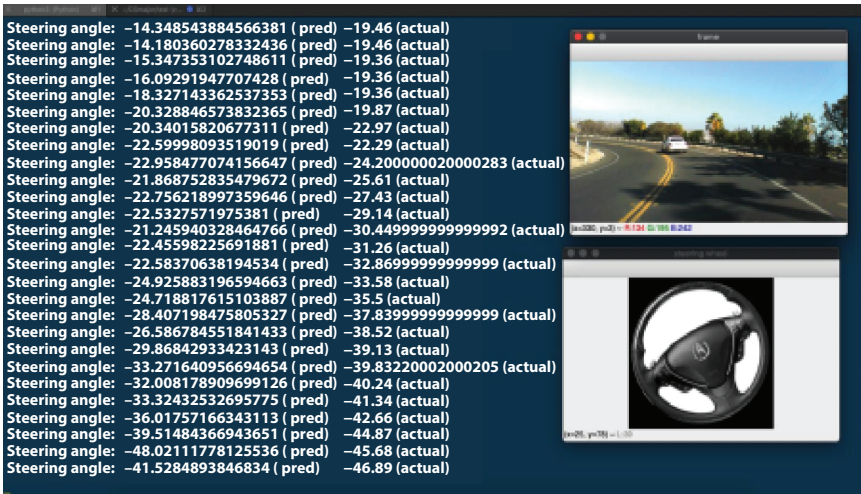 Steering angle: –14.348543884566381 ( pred) –19.46 (actual)
Steering angle: –14.180360278332436 ( pred) –19.46 (actual)
Steering angle: –15.347353102748611 ( pred) –19.36 (actual)
Steering angle: –16.09291947707428 ( pred) –19.36 (actual)
Steering angle: –18.327143362537353 ( pred) –19.36 (actual)
Steering angle: –20.328846573832365 ( pred) –19.87 (actual)
Steering angle: –20.34015820677311 ( pred) –22.97 (actual)
Steering angle: –22.59998093519019 ( pred) –22.29 (actual)
Steering angle: –22.958477074156647 ( pred) –24.200000020000283 (actual)
Steering angle: –21.868752835479672 ( pred) –25.61 (actual)
Steering angle: –22.756218997359646 ( pred) –27.43 (actual)
Steering angle: –22.5327571975381 ( pred) –29.14 (actual)
Steering angle: –21.245940328464766 ( pred) –30.449999999999992 (actual)
Steering angle: –22.45598225691881 ( pred) –31.26 (actual)
Steering angle: –22.58370638194534 ( pred) –32.86999999999999 (actual)
Steering angle: –24.925883196594663 ( pred) –33.58 (actual)
Steering angle: –24.718817615103887 ( pred) –35.5 (actual)
Steering angle: –28.407198475805327 ( pred) –37.83999999999999 (actual)
Steering angle: –26.586784551841433 ( pred) –38.52 (actual)
Steering angle: –29.86842933423143 ( pred) –39.13 (actual)
Steering angle: –33.271640956694654 ( pred) –39.83220002000205 (actual)
Steering angle: –32.008178909699126 ( pred) –40.24 (actual)
Steering angle: –33.32432532695775 ( pred) –41.34 (actual)
Steering angle: –36.01757166343113 ( pred) –42.66 (actual)
Steering angle: –39.51484366943651 ( pred) –44.87 (actual)
Steering angle: –48.02111778125536 ( pred) –45.68 (actual)
Steering angle: –41.5284893846834 ( pred) –46.89 (actual)
frame
steering wheel